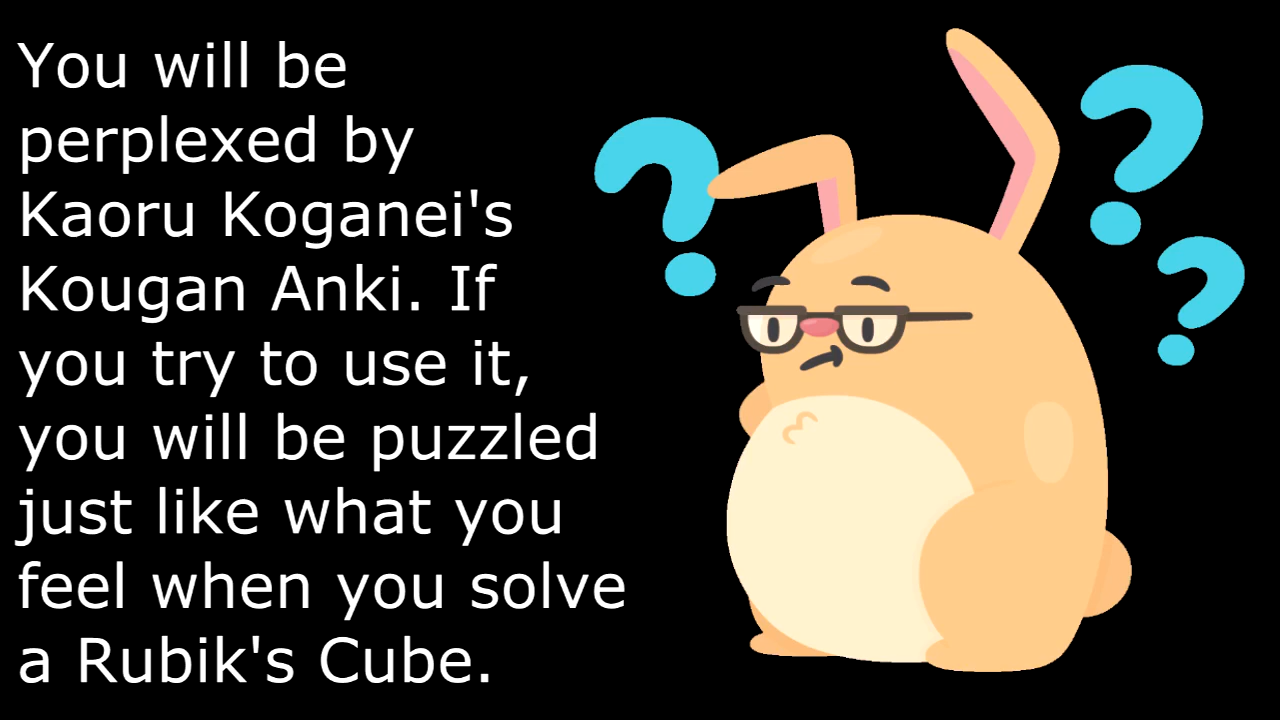 You will be
perplexed by
Kaoru Koganei's
Kougan Anki. If
you try to use it,
you will be puzzled
just like what you
feel when you solve
a Rubik's Cube.